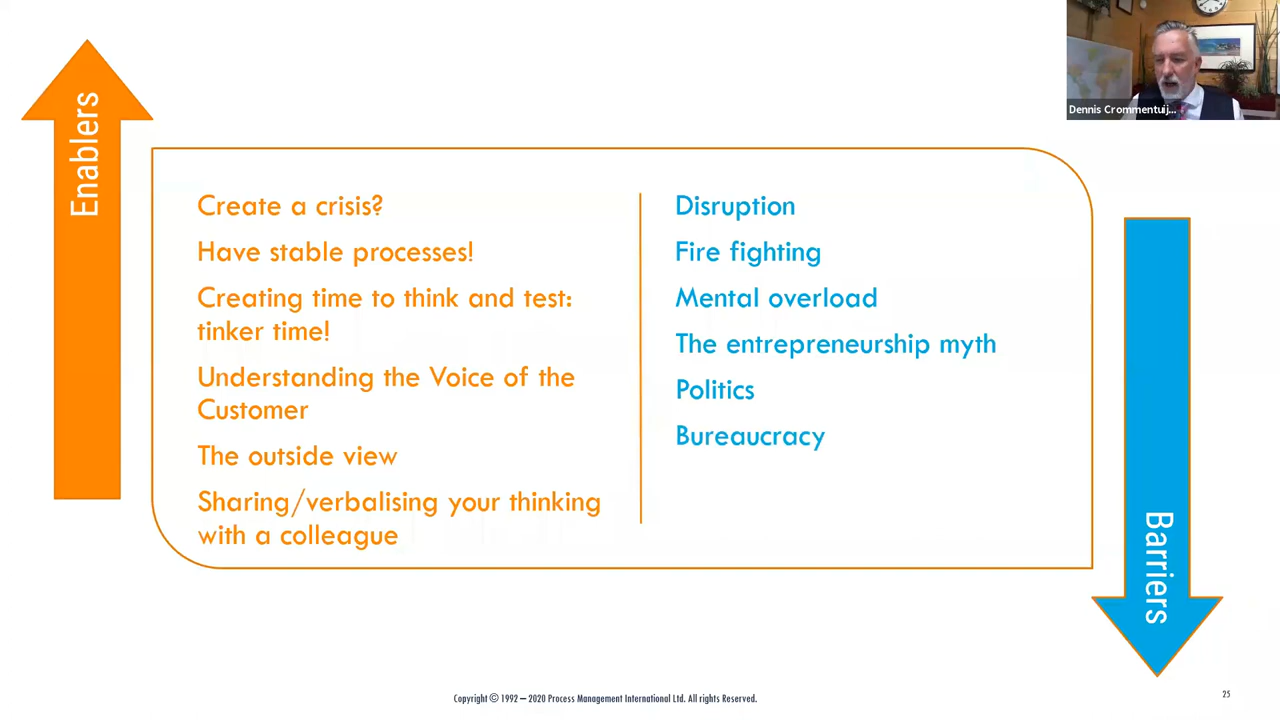 Enablers
Create a crisis?
Have stable processes!
Creating time to think and test:
tinker time!
Understanding the Voice of the
Customer
The outside view
Sharing/verbalising your thinking
with a colleague
Disruption
Fire fighting
Mental overload
The entrepreneurship myth
Politics
Bureaucracy
Barriers
Dennis Crommentuij...
Copyright © 1992 – 2020 Process Management International Ltd. All rights Reserved.
25